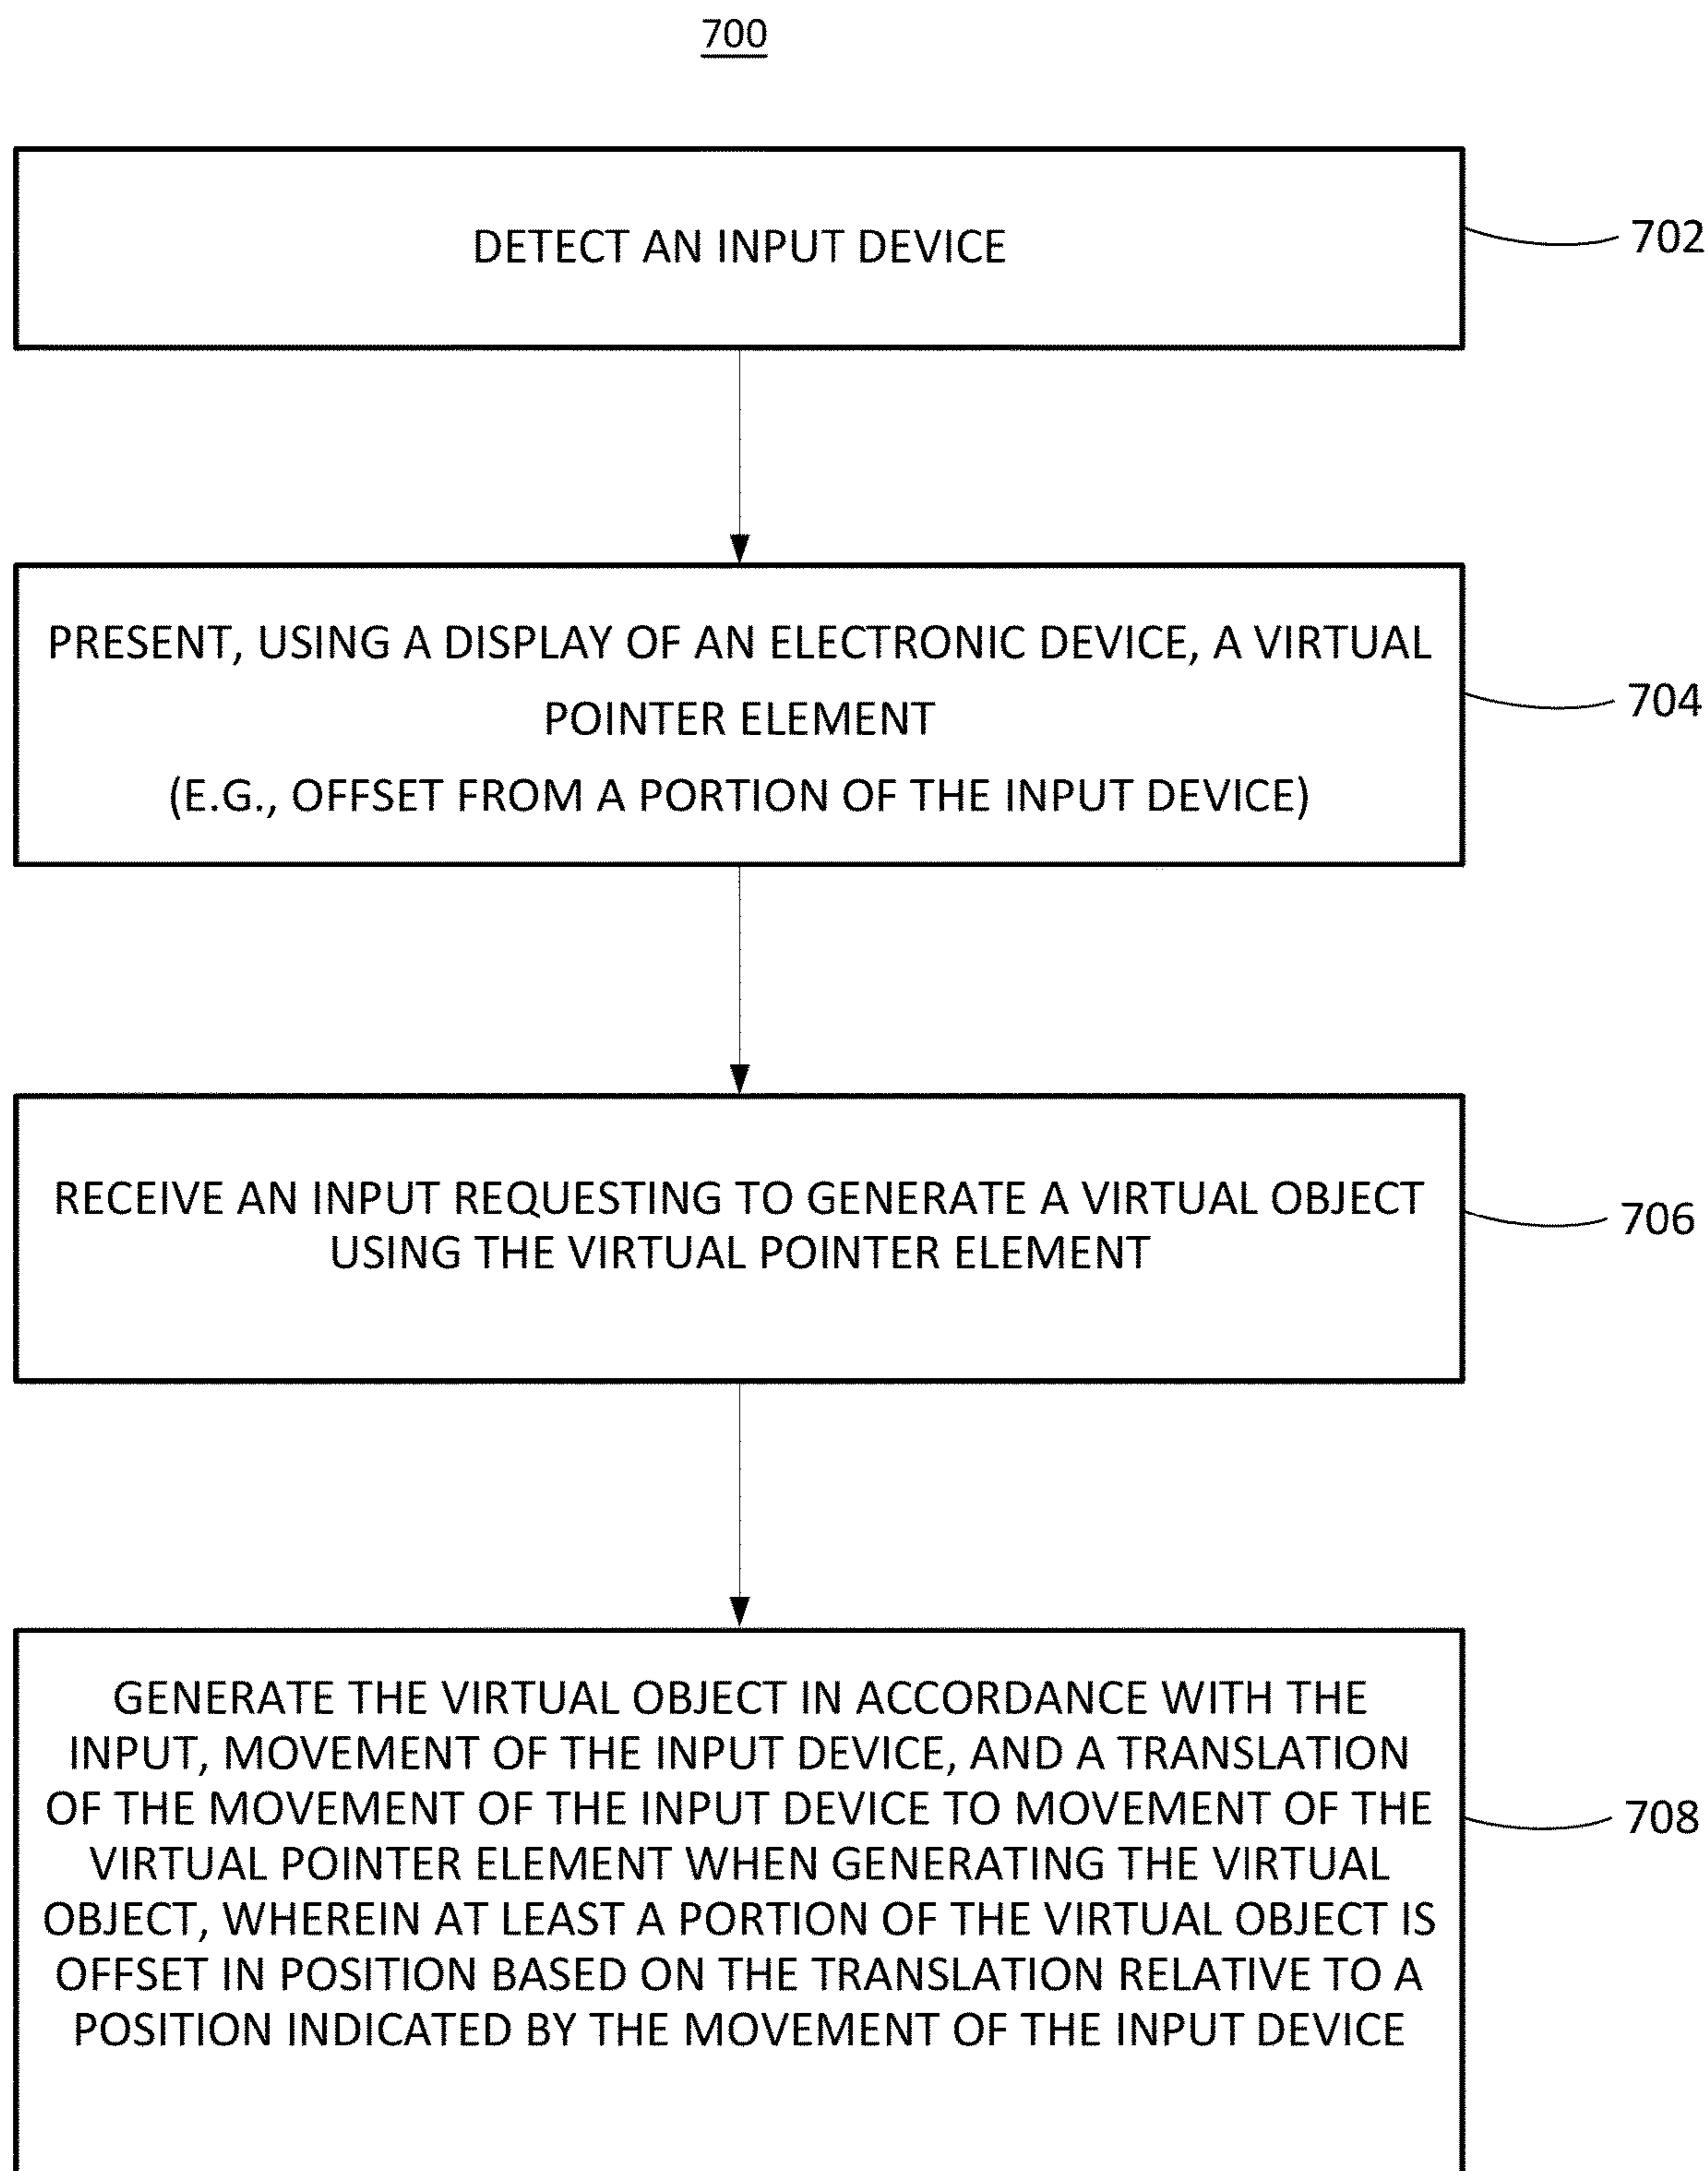 700
DETECT AN INPUT DEVICE
702
PRESENT, USING A DISPLAY OF AN ELECTRONIC DEVICE, A VIRTUAL
POINTER ELEMENT
(E.G., OFFSET FROM A PORTION OF THE INPUT DEVICE)
704
RECEIVE AN INPUT REQUESTING TO GENERATE A VIRTUAL OBJECT
USING THE VIRTUAL POINTER ELEMENT
706
GENERATE THE VIRTUAL OBJECT IN ACCORDANCE WITH THE
INPUT, MOVEMENT OF THE INPUT DEVICE, AND A TRANSLATION
OF THE MOVEMENT OF THE INPUT DEVICE TO MOVEMENT OF THE
VIRTUAL POINTER ELEMENT WHEN GENERATING THE VIRTUAL
OBJECT, WHEREIN AT LEAST A PORTION OF THE VIRTUAL OBJECT IS
OFFSET IN POSITION BASED ON THE TRANSLATION RELATIVE TO A
POSITION INDICATED BY THE MOVEMENT OF THE INPUT DEVICE
708